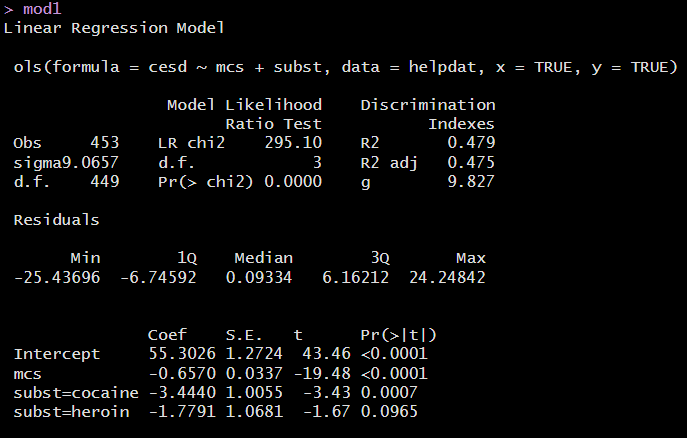 > mod1
Linear Regression Model
ols(formula = cesd ~ mcs + subst, data = helpdat, x = TRUE, y = TRUE)
Model Likelihood Discrimination
Ratio Test Indexes
Obs 453 LR chi2 295.10 R2 0.479
sigma9.0657 d.f. 3 R2 adj 0.475
d.f. 449 Pr(> chi2) 0.0000 g 9.827
Residuals
Min 1Q Median 3Q Max
-25.43696 -6.74592 0.09334 6.16212 24.24842
Coef S.E. t Pr(>|t|)
Intercept 55.3026 1.2724 43.46 <0.0001
mcs -0.6570 0.0337 -19.48 <0.0001
subst=cocaine -3.4440 1.0055 -3.43 0.0007
subst=heroin -1.7791 1.0681 -1.67 0.0965